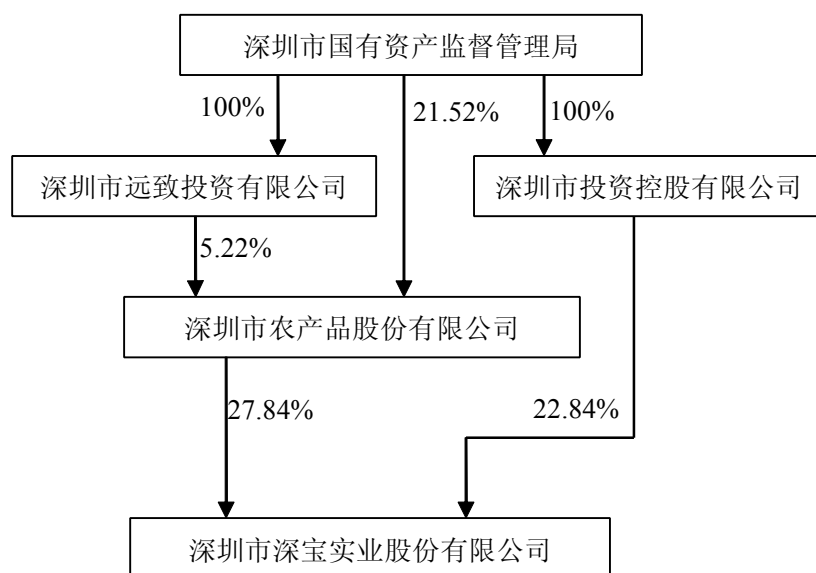 深圳市国有资产监督管理局
100%
21.52%
100%
深圳市远致投资有限公司
深圳市投资控股有限公司
5.22%
深圳市农产品股份有限公司
27.84%
22.84%
深圳市深宝实业股份有限公司